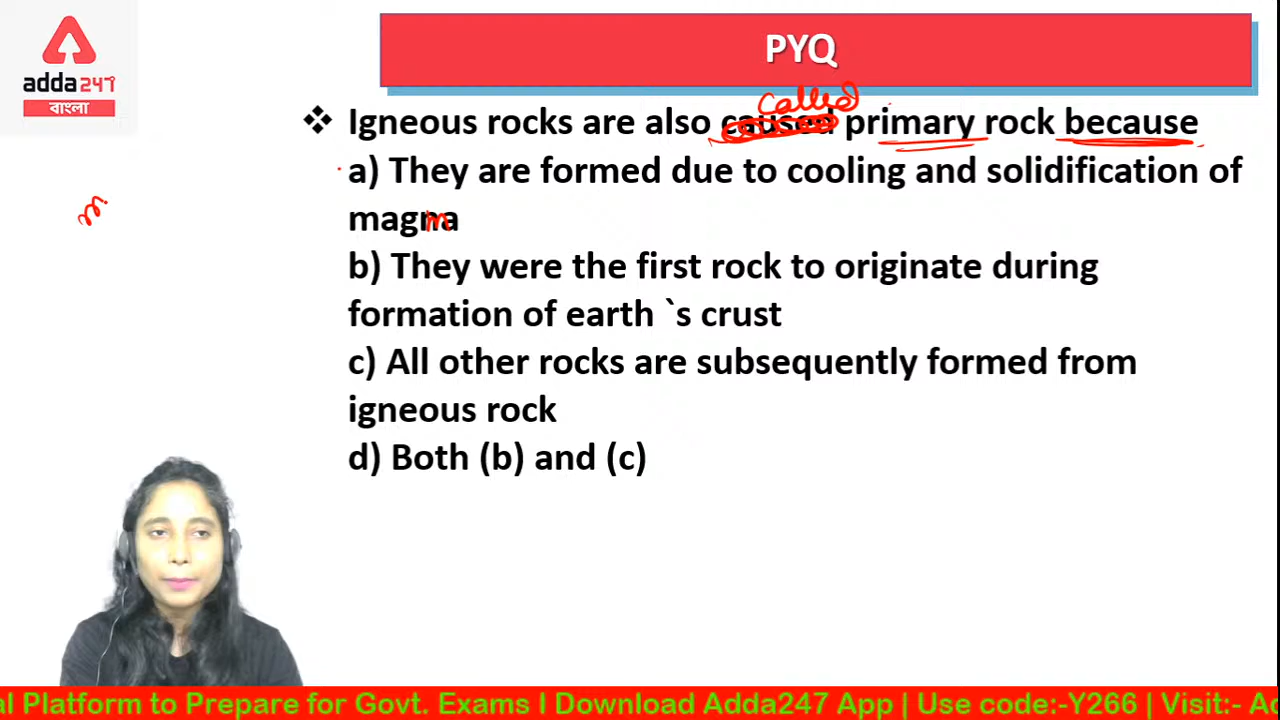 PYQ
adda247
বাংলা
called
❖ Igneous rocks are also caused primary rock because
a) They are formed due to cooling and solidification of
magma
b) They were the first rock to originate during
formation of earth `s crust
c) All other rocks are subsequently formed from
igneous rock
d) Both (b) and (c)
al Platform to Prepare for Govt. Exams I Download Adda247 App | Use code:-Y266 | Visit:- Ad